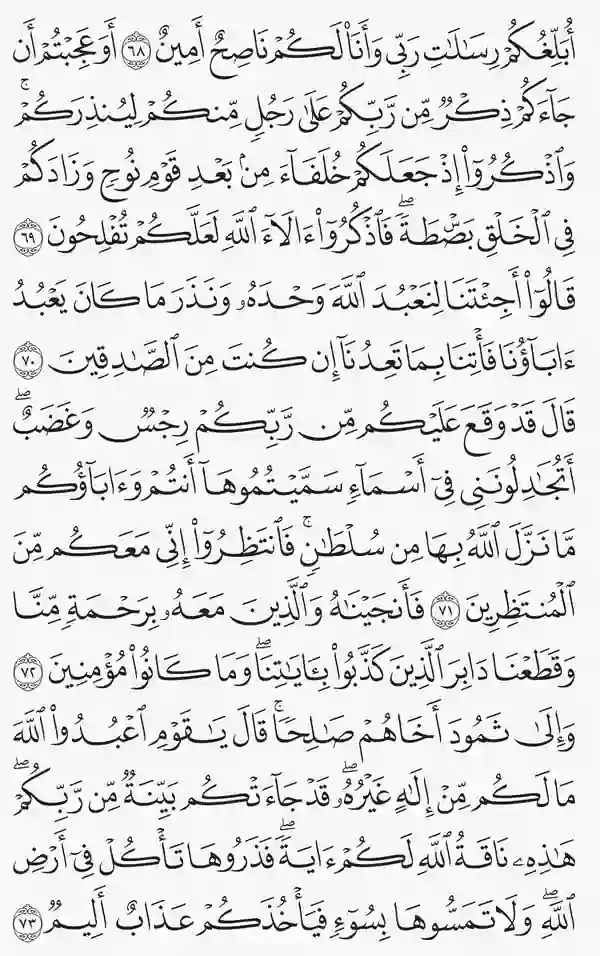 أُبَلِّغُكُمْ رِسَـٰلَـٰتِ رَبِّى وَأَنَا۠ لَكُمْ نَاصِحٌ أَمِينٌ ٦٨ أَوَعَجِبْتُمْ أَن
جَآءَكُمْ ذِكْرٌ مِّن رَّبِّكُمْ عَلَىٰ رَجُلٍ مِّنكُمْ لِيُنذِرَكُمْ ۚ
وَٱذْكُرُوٓا۟ إِذْ جَعَلَكُمْ خُلَفَآءَ مِنۢ بَعْدِ قَوْمِ نُوحٍ وَزَادَكُمْ
فِى ٱلْخَلْقِ بَصْۜطَةً ۖ فَٱذْكُرُوٓا۟ ءَالَآءَ ٱللَّهِ لَعَلَّكُمْ تُفْلِحُونَ ٦٩
قَالُوٓا۟ أَجِئْتَنَا لِنَعْبُدَ ٱللَّهَ وَحْدَهُۥ وَنَذَرَ مَا كَانَ يَعْبُدُ
ءَابَآؤُنَا فَأْتِنَا بِمَا تَعِدُنَآ إِن كُنتَ مِنَ ٱلصَّـٰدِقِينَ ٧٠
قَالَ قَدْ وَقَعَ عَلَيْكُم مِّن رَّبِّكُمْ رِجْسٌ وَغَضَبٌ ۖ
أَتُجَـٰدِلُونَنِى فِىٓ أَسْمَآءٍ سَمَّيْتُمُوهَآ أَنتُمْ وَءَابَآؤُكُم
مَّا نَزَّلَ ٱللَّهُ بِهَا مِن سُلْطَـٰنٍ ۚ فَٱنتَظِرُوٓا۟ إِنِّى مَعَكُم مِّنَ
ٱلْمُنتَظِرِينَ ٧١ فَأَنجَيْنَـٰهُ وَٱلَّذِينَ مَعَهُۥ بِرَحْمَةٍ مِّنَّا
وَقَطَعْنَا دَابِرَ ٱلَّذِينَ كَذَّبُوا۟ بِـَٔايَـٰتِنَا ۖ وَمَا كَانُوا۟ مُؤْمِنِينَ ٧٢
وَإِلَىٰ ثَمُودَ أَخَاهُمْ صَـٰلِحًا ۗ قَالَ يَـٰقَوْمِ ٱعْبُدُوا۟ ٱللَّهَ
مَا لَكُم مِّنْ إِلَـٰهٍ غَيْرُهُۥ ۖ قَدْ جَآءَتْكُم بَيِّنَةٌ مِّن رَّبِّكُمْ ۖ
هَـٰذِهِۦ نَاقَةُ ٱللَّهِ لَكُمْ ءَايَةً ۖ فَذَرُوهَا تَأْكُلْ فِىٓ أَرْضِ
ٱللَّهِ ۖ وَلَا تَمَسُّوهَا بِسُوٓءٍ فَيَأْخُذَكُمْ عَذَابٌ أَلِيمٌ ٧٣